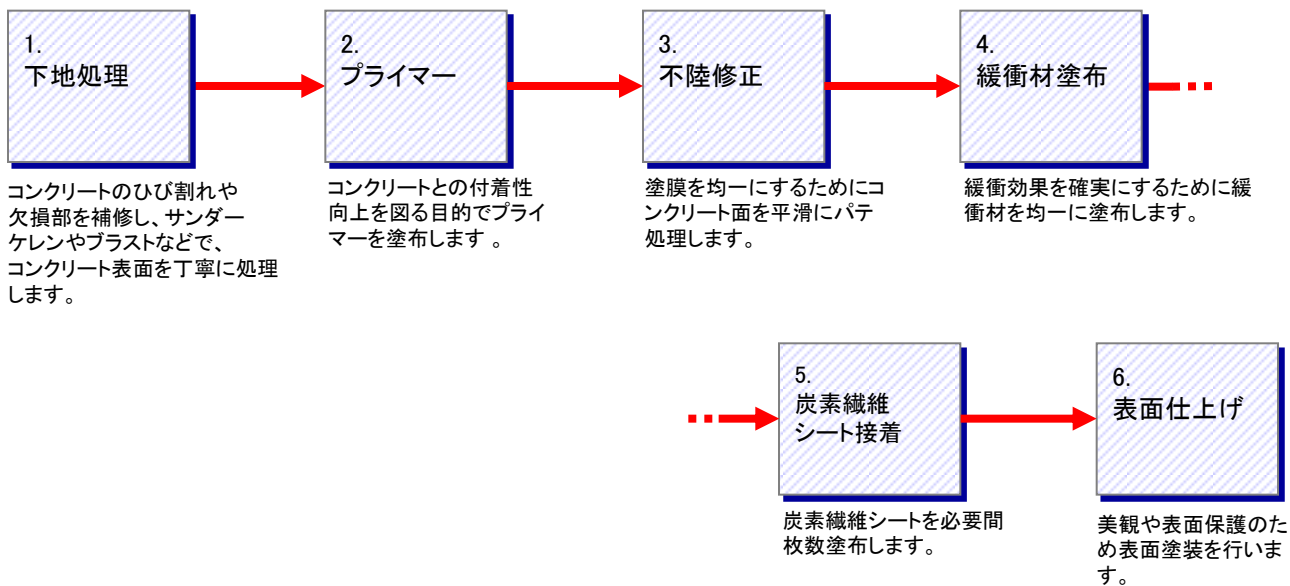 1.
下地処理
2.
プライマー
3.
不陸修正
4.
緩衝材塗布
コンクリートのひび割れや
欠損部を補修し、サンダー
ケレンやブラストなどで、
コンクリート表面を丁寧に処理
します。
コンクリートとの付着性
向上を図る目的でプライ
マーを塗布します 。
塗膜を均一にするためにコ
ンクリート面を平滑にパテ
処理します。
緩衝効果を確実にするために緩
衝材を均一に塗布します。
5.
炭素繊維
シート接着
6.
表面仕上げ
炭素繊維シートを必要間
枚数塗布します。
美観や表面保護のた
め表面塗装を行いま
す。